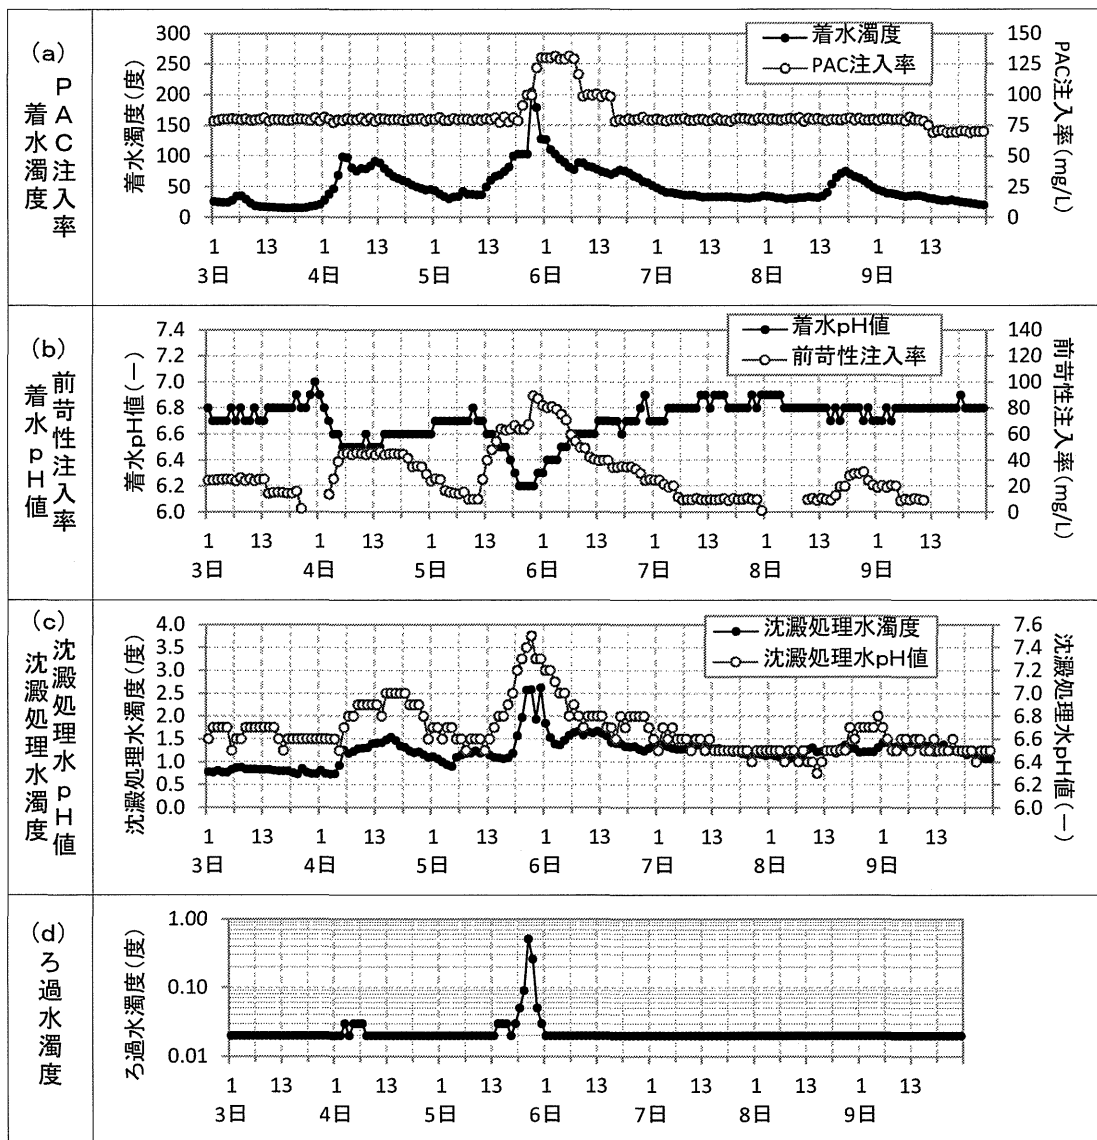 (a)
PAC注入率
着水濁度
着水濁度(度)
300
250
200
150
100
50
0
着水濁度
PAC注入率
150
125
100
75
50
25
0
PAC注入率(mg/L)
1 13 1 13 1 13 1 13 1 13 1 13 1 13
3日 4日 5日 6日 7日 8日 9日
(b)
前苛性注入率
着水pH値
着水pH値(—)
7.4
7.2
7.0
6.8
6.6
6.4
6.2
6.0
着水pH値
前苛性注入率
140
120
100
80
60
40
20
0
前苛性注入率(mg/L)
1 13 1 13 1 13 1 13 1 13 1 13 1 13
3日 4日 5日 6日 7日 8日 9日
(c)
沈澱処理水pH値
沈澱処理水濁度
沈澱処理水濁度(度)
4.0
3.5
3.0
2.5
2.0
1.5
1.0
0.5
0.0
沈澱処理水濁度
沈澱処理水pH値
7.6
7.4
7.2
7.0
6.8
6.6
6.4
6.2
6.0
沈澱処理水pH値(—)
1 13 1 13 1 13 1 13 1 13 1 13 1 13
3日 4日 5日 6日 7日 8日 9日
(d)
ろ過水濁度
ろ過水濁度(度)
1.00
0.10
0.01
1 13 1 13 1 13 1 13 1 13 1 13 1 13
3日 4日 5日 6日 7日 8日 9日